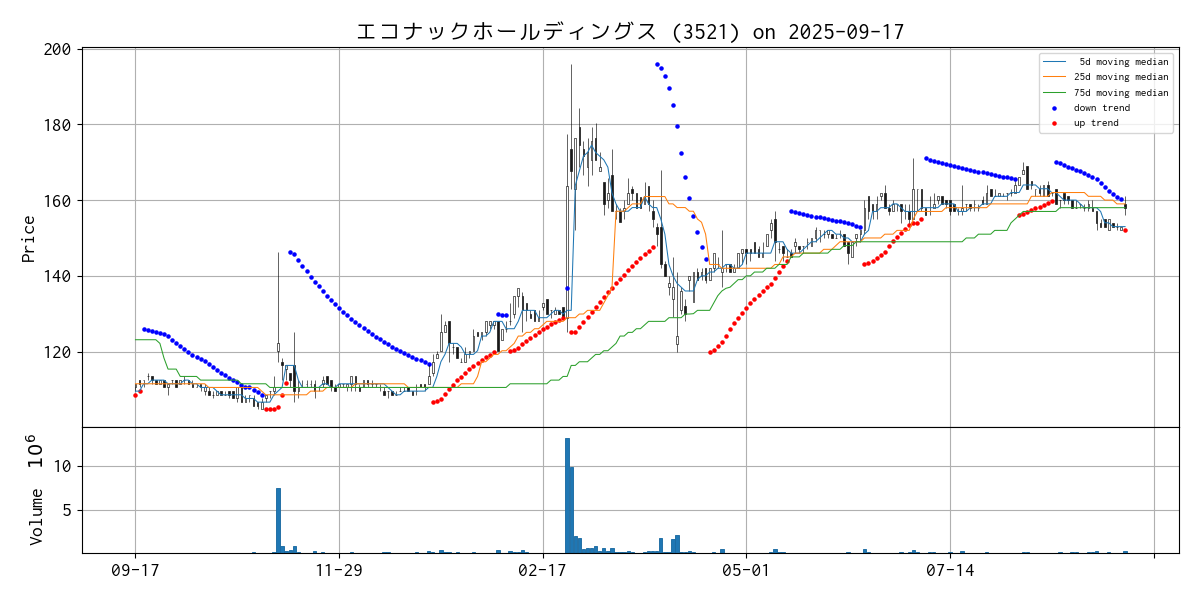 エコナックホールディングス (3521) on 2025-09-17
200
180
160
140
120
Price
5d moving median
25d moving median
75d moving median
down trend
up trend
10
5
Volume 10^6
09-17
11-29
02-17
05-01
07-14